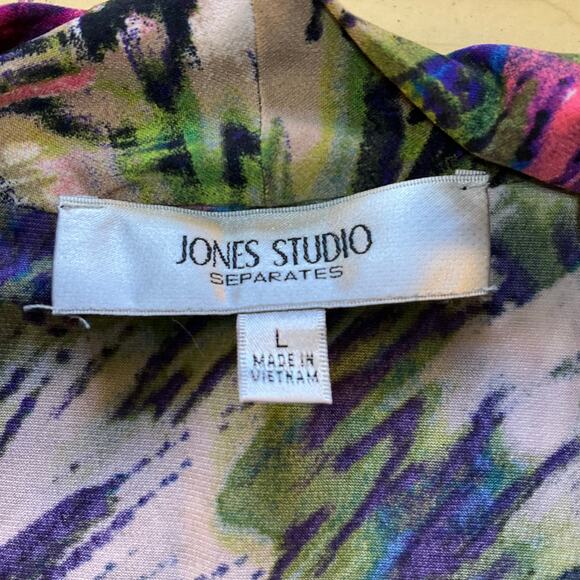 JONES STUDIO
SEPARATES
L
MADE IN
VIETNAM